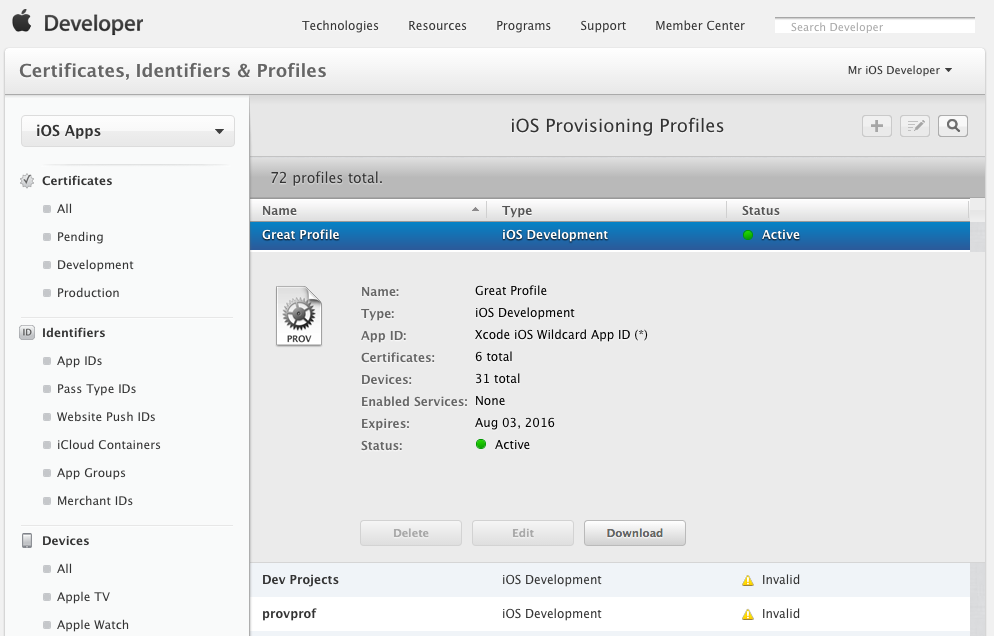 Developer
Technologies Resources Programs Support Member Center Search Developer
Certificates, Identifiers & Profiles
Mr iOS Developer
iOS Apps
Certificates
All
Pending
Development
Production
ID Identifiers
App IDs
Pass Type IDs
Website Push IDs
iCloud Containers
App Groups
Merchant IDs
Devices
All
Apple TV
Apple Watch
iOS Provisioning Profiles
72 profiles total.
Name Type Status
Great Profile iOS Development Active
PROV
Name: Great Profile
Type: iOS Development
App ID: Xcode iOS Wildcard App ID (*)
Certificates: 6 total
Devices: 31 total
Enabled Services: None
Expires: Aug 03, 2016
Status: Active
Delete Edit Download
Dev Projects iOS Development Invalid
provprof iOS Development Invalid